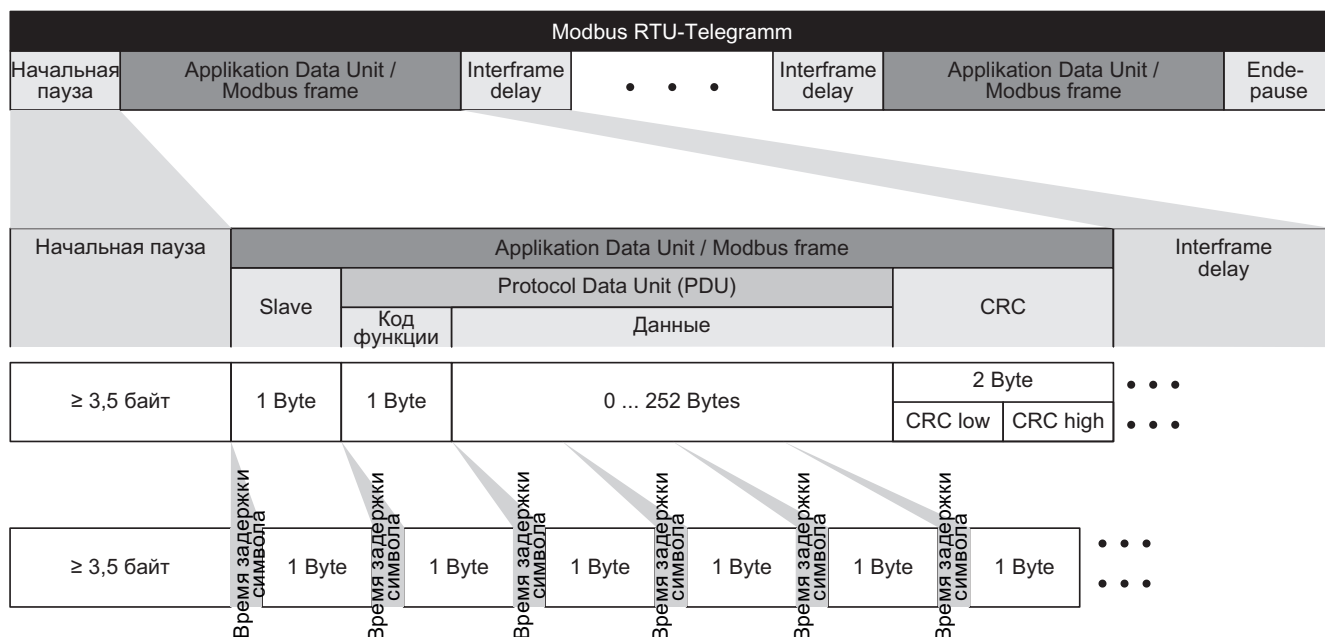 Modbus RTU-Telegramm
Начальная
пауза
Applikation Data Unit /
Modbus frame
Interframe
delay
• • •
Interframe
delay
Applikation Data Unit /
Modbus frame
Ende-
pause
Начальная пауза
Applikation Data Unit / Modbus frame
Interframe
delay
Slave
Protocol Data Unit (PDU)
CRC
Код
функции
Данные
≥ 3,5 байт
1 Byte
1 Byte
0 ... 252 Bytes
2 Byte
• • •
CRC low
CRC high
• • •
≥ 3,5 байт
Время задержки
символа
1 Byte
Время задержки
символа
1 Byte
Время задержки
символа
1 Byte
Время задержки
символа
1 Byte
Время задержки
символа
1 Byte
Время задержки
символа
1 Byte
• • •
• • •